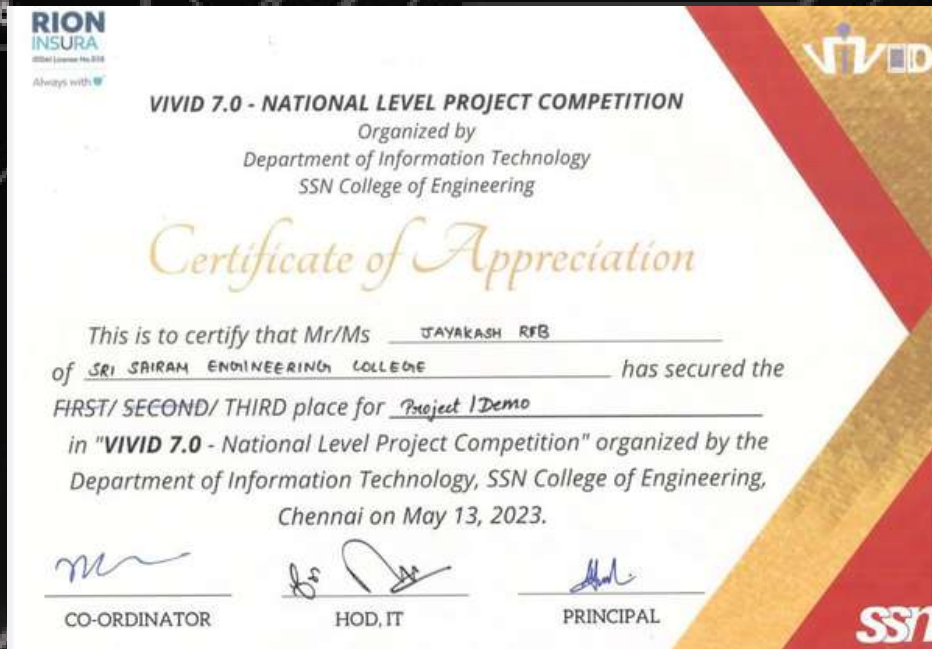 RION
INSURA
Always with
VIVID
VIVID 7.0 - NATIONAL LEVEL PROJECT COMPETITION
Organized by
Department of Information Technology
SSN College of Engineering
Certificate of Appreciation
This is to certify that Mr/Ms JAYAKASH RFB
of SRI SAIRAM ENGINEERING COLLEGE has secured the
FIRST/ SECOND/ THIRD place for Project / Demo
in "VIVID 7.0 - National Level Project Competition" organized by the
Department of Information Technology, SSN College of Engineering,
Chennai on May 13, 2023.
CO-ORDINATOR HOD, IT PRINCIPAL
ssn